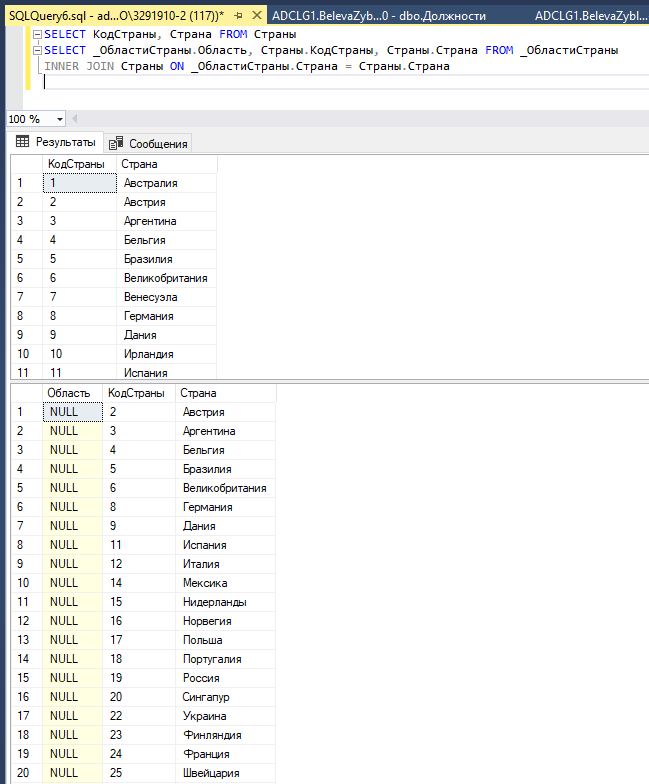 SQLQuery6.sql - ad...O\3291910-2 (117))* ADCLG1.BelevaZyb...0 - dbo.Должности ADCLG1.BelevaZybl...
SELECT КодСтраны, Страна FROM Страны
SELECT _ОбластиСтраны.Область, Страны.КодСтраны, Страны.Страна FROM _ОбластиСтраны
INNER JOIN Страны ON _ОбластиСтраны.Страна = Страны.Страна
100 %
Результаты Сообщения
КодСтраны Страна
1 1 Австралия
2 2 Австрия
3 3 Аргентина
4 4 Бельгия
5 5 Бразилия
6 6 Великобритания
7 7 Венесуэла
8 8 Германия
9 9 Дания
10 10 Ирландия
11 11 Испания
Область КодСтраны Страна
1 NULL 2 Австрия
2 NULL 3 Аргентина
3 NULL 4 Бельгия
4 NULL 5 Бразилия
5 NULL 6 Великобритания
6 NULL 8 Германия
7 NULL 9 Дания
8 NULL 11 Испания
9 NULL 12 Италия
10 NULL 14 Мексика
11 NULL 15 Нидерланды
12 NULL 16 Норвегия
13 NULL 17 Польша
14 NULL 18 Португалия
15 NULL 19 Россия
16 NULL 20 Сингапур
17 NULL 22 Украина
18 NULL 23 Финляндия
19 NULL 24 Франция
20 NULL 25 Швейцария